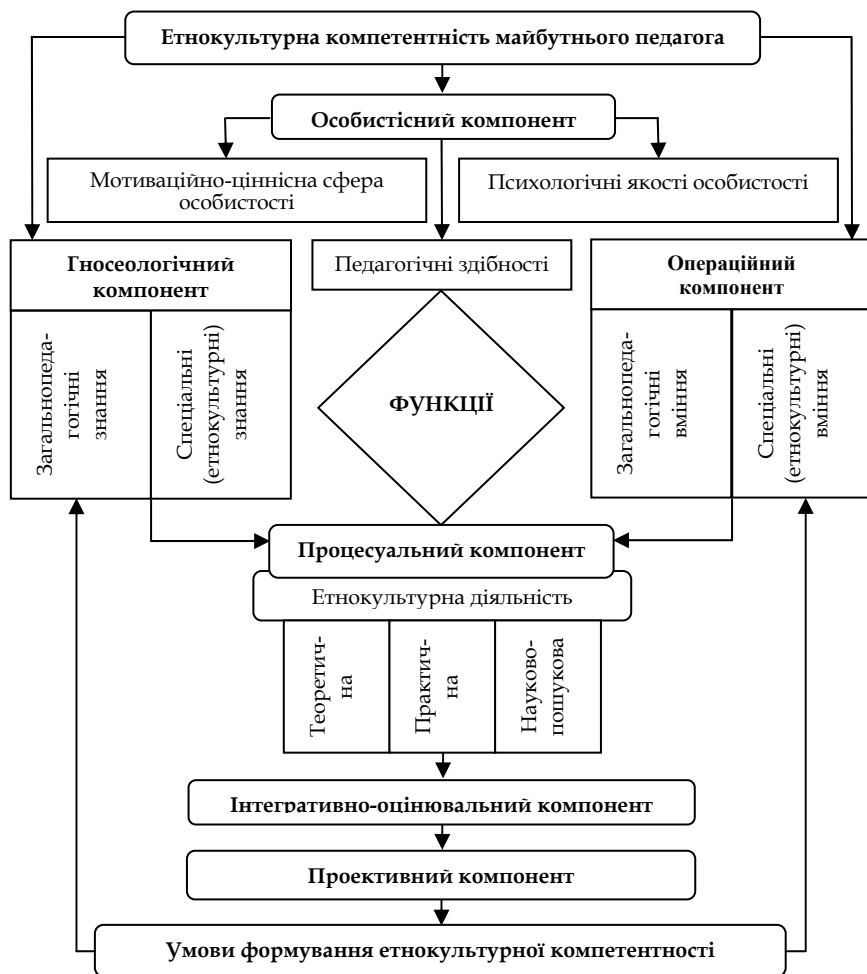 Етнокультурна компетентність майбутнього педагога
Особистісний компонент
Мотиваційно-ціннісна сфера
особистості
Психологічні якості особистості
Гносеологічний
компонент
Педагогічні здібності
Операційний
компонент
Загальнопеда-
гогічні
знання
Спеціальні
(етнокультурні)
знання
ФУНКЦІЇ
Загальнопеда-
гогічні
вміння
Спеціальні
(етнокультурні)
вміння
Процесуальний компонент
Етнокультурна діяльність
Теоретич-
на
Практич-
на
Науково-
пошукова
Інтегративно-оцінювальний компонент
Проективний компонент
Умови формування етнокультурної компетентності